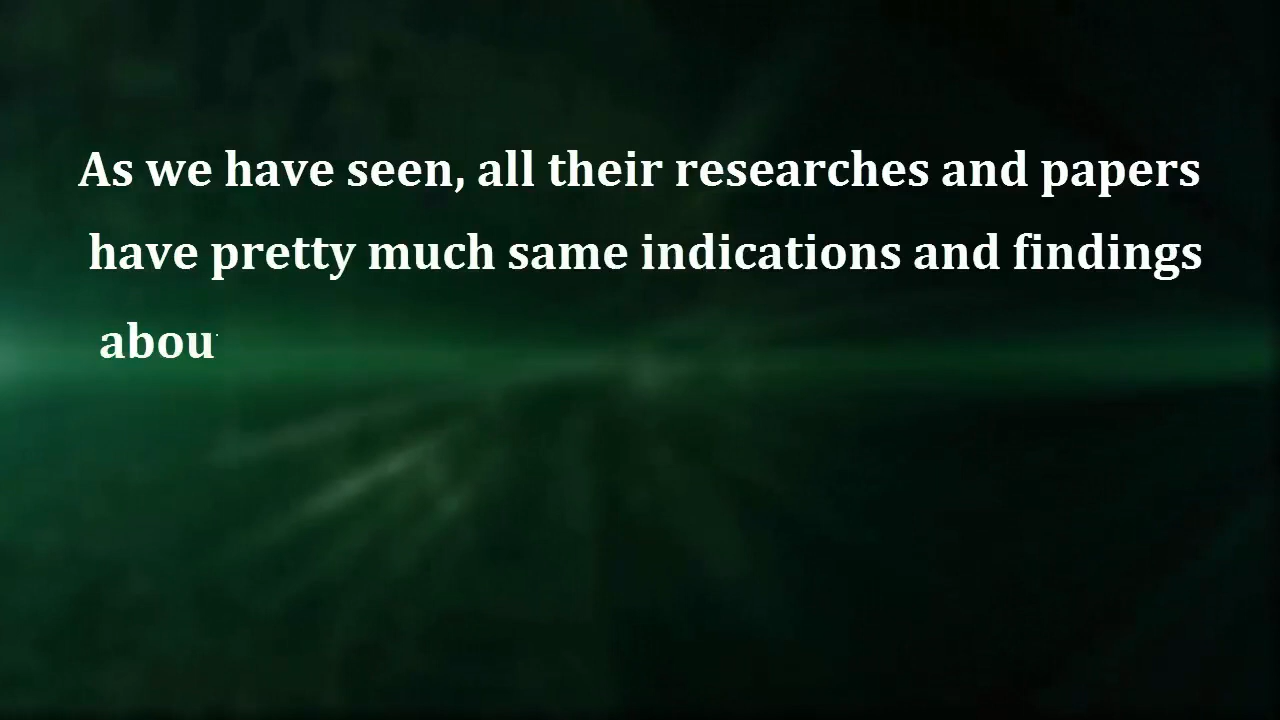 As we have seen, all their researches and papers
have pretty much same indications and findings
abou